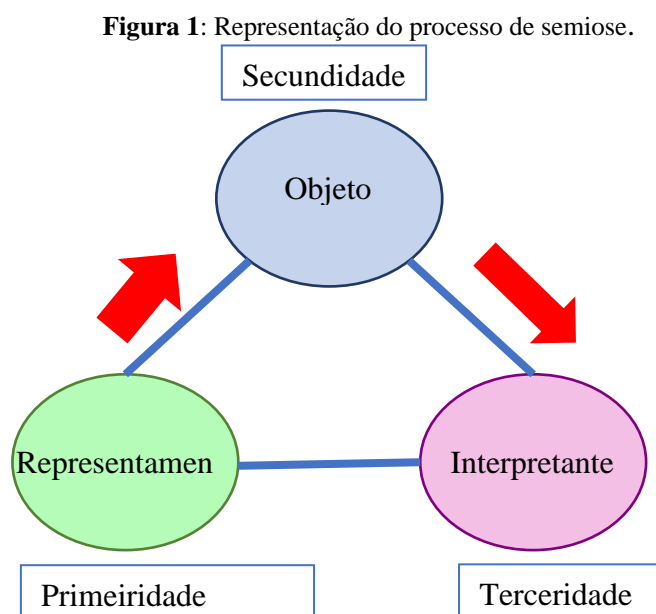 Figura 1: Representação do processo de semiose.
Secundidade
Objeto
Representamen
Interpretante
Primeiridade
Terceridade